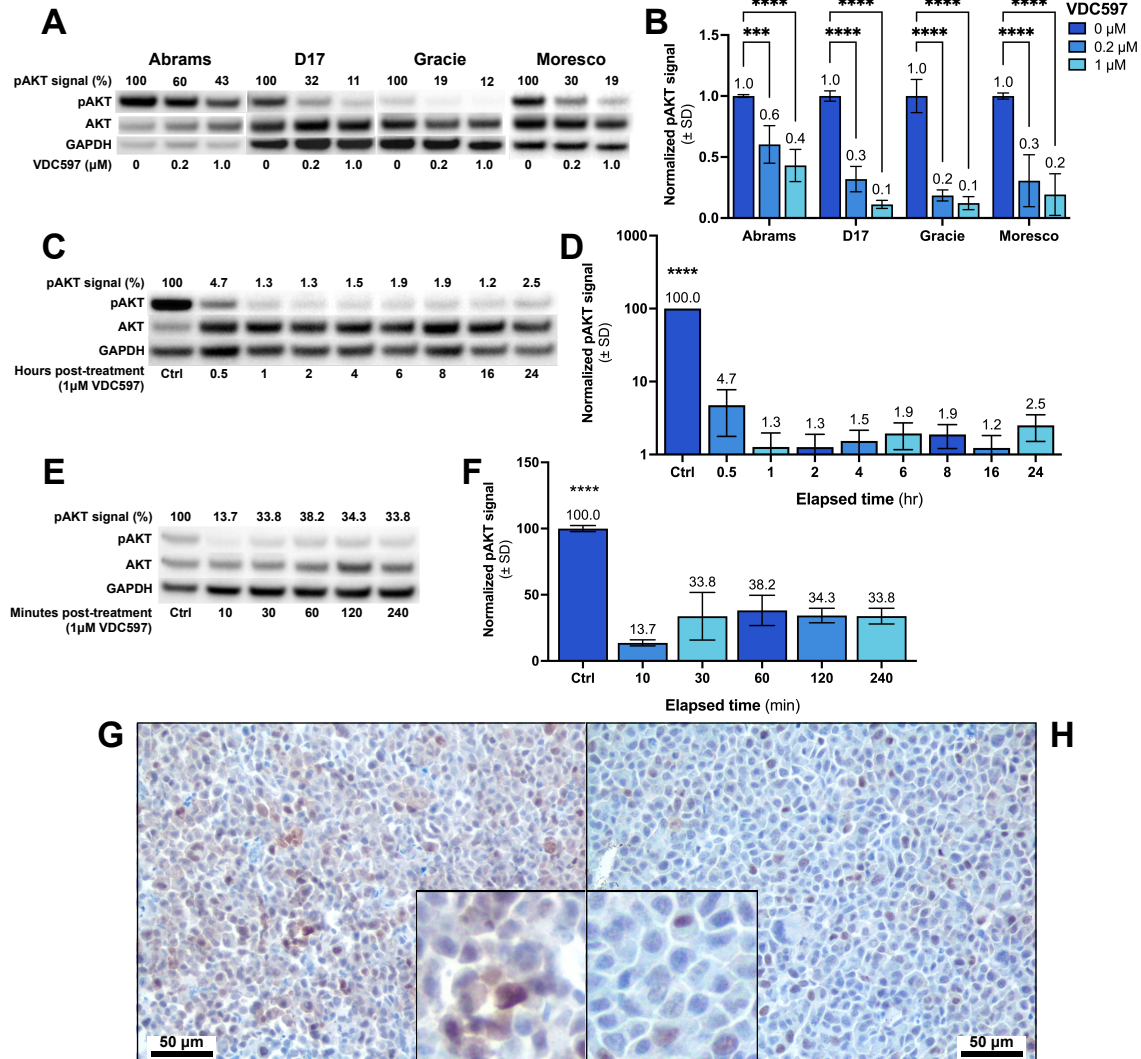 A
Abrams D17 Gracie Moresco
pAKT signal (%) 100 60 43 100 32 11 100 19 12 100 30 19
pAKT
AKT
GAPDH
VDC597 (µM) 0 0.2 1.0 0 0.2 1.0 0 0.2 1.0 0 0.2 1.0
B
VDC597
0 µM
0.2 µM
1 µM
**** **** **** ****
*** **** **** ****
Normalized pAKT signal
(± SD)
1.5
1.0
0.5
0.0
1.0 0.6 0.4 1.0 0.3 0.1 1.0 0.2 0.1 1.0 0.3 0.2
Abrams D17 Gracie Moresco
C
pAKT signal (%) 100 4.7 1.3 1.3 1.5 1.9 1.9 1.2 2.5
pAKT
AKT
GAPDH
Hours post-treatment Ctrl 0.5 1 2 4 6 8 16 24
(1µM VDC597)
D
Normalized pAKT signal
(± SD)
1000
100
10
1
****
100.0 4.7 1.3 1.3 1.5 1.9 1.9 1.2 2.5
Ctrl 0.5 1 2 4 6 8 16 24
Elapsed time (hr)
E
pAKT signal (%) 100 13.7 33.8 38.2 34.3 33.8
pAKT
AKT
GAPDH
Minutes post-treatment Ctrl 10 30 60 120 240
(1µM VDC597)
F
Normalized pAKT signal
(± SD)
150
100
50
0
****
100.0 13.7 33.8 38.2 34.3 33.8
Ctrl 10 30 60 120 240
Elapsed time (min)
G
H
50 µm
50 µm